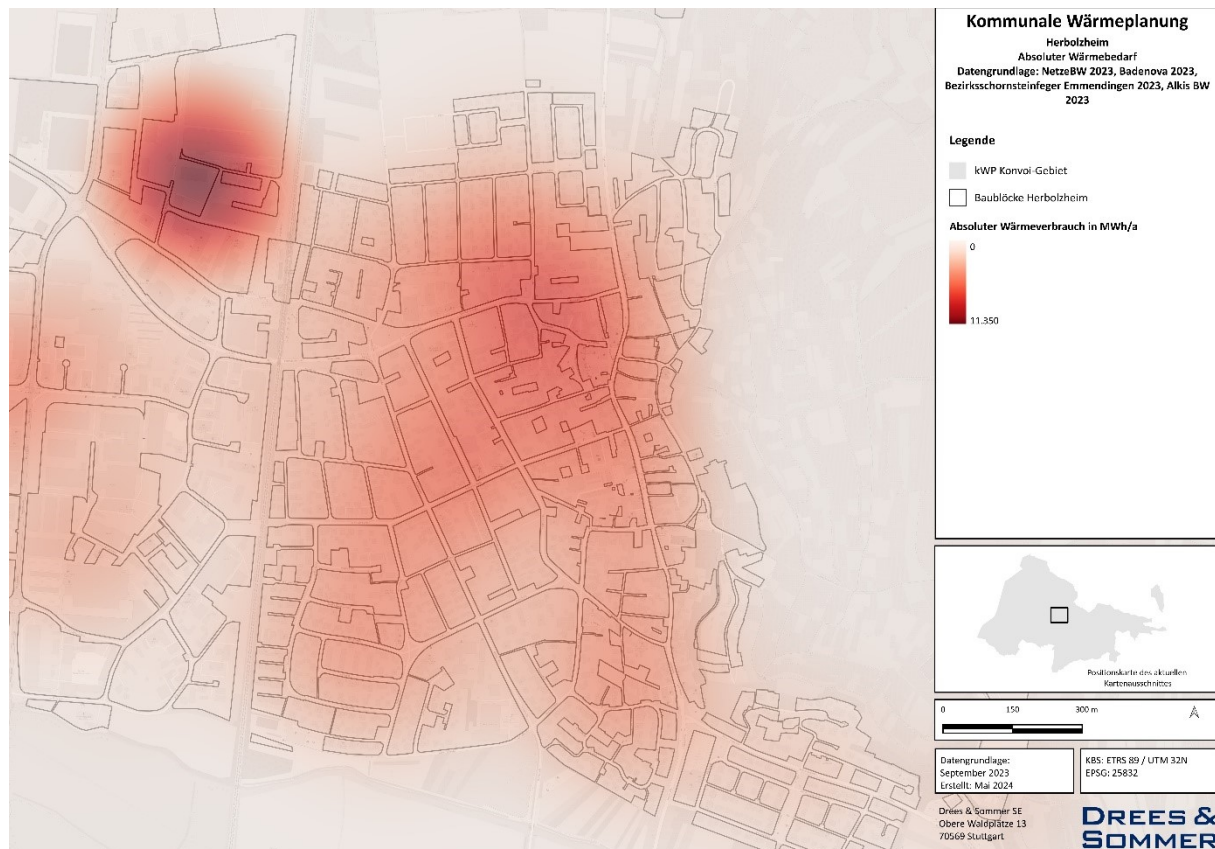 Kommunale Wärmeplanung
Herbolzheim
Absoluter Wärmebedarf
Datengrundlage: NetzeBW 2023, Badenova 2023,
Bezirksschornsteinfeger Emmendingen 2023, Alkis BW
2023
Legende
kWP Konvoi-Gebiet
Baublöcke Herbolzheim
Absoluter Wärmeverbrauch in MWh/a
0
11.350
Positionskarte des aktuellen
Kartenausschnittes
0 150 300 m
Datengrundlage:
September 2023
Erstellt: Mai 2024
KBS: ETRS 89 / UTM 32N
EPSG: 25832
Drees & Sommer SE
Obere Waldplätze 13
70569 Stuttgart
DREES &
SOMMER